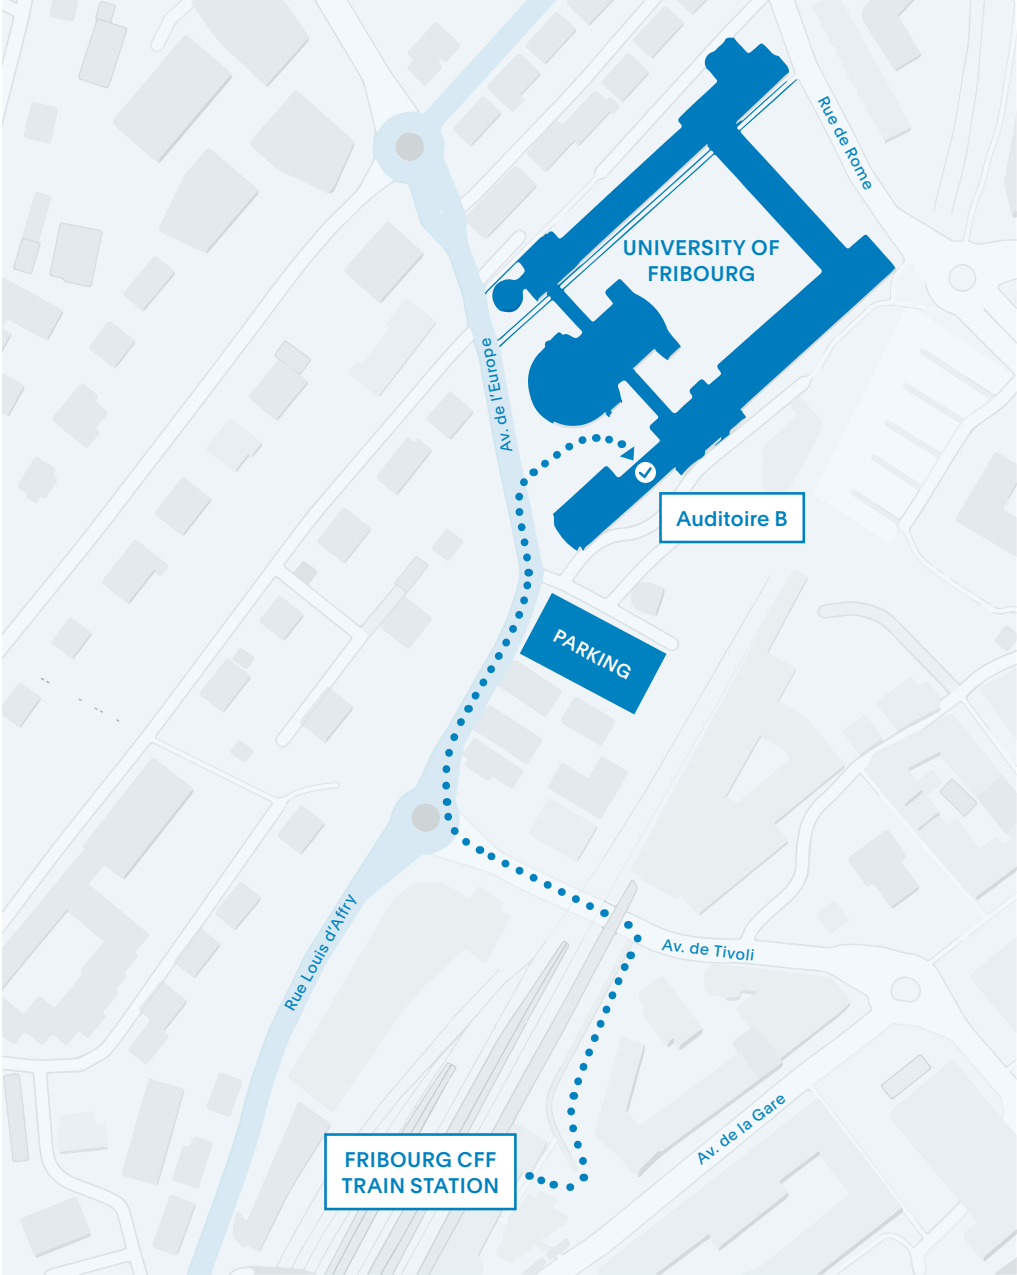 Rue de Rome
UNIVERSITY OF
FRIBOURG
Av. de l'Europe
Auditoire B
PARKING
Rue Louis d'Affry
Av. de Tivoli
Av. de la Gare
FRIBOURG CFF
TRAIN STATION